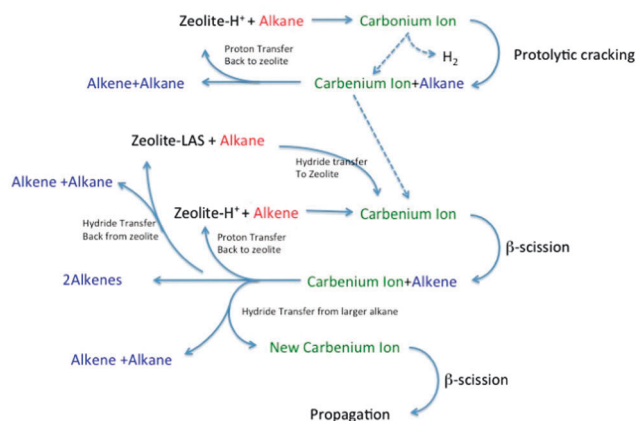 Zeolite-H⁺ + Alkane
Carbonium Ion
Proton Transfer
Back to zeolite
H₂
Protolytic cracking
Alkene+Alkane
Carbenium Ion+Alkane
Zeolite-LAS + Alkane
Hydride transfer
To Zeolite
Alkene +Alkane
Zeolite-H⁺ + Alkene
Carbenium Ion
Hydride Transfer
Back from zeolite
Proton Transfer
Back to zeolite
β-scission
2Alkenes
Carbenium Ion+Alkene
Hydride Transfer from larger alkane
Alkene +Alkane
New Carbenium Ion
β-scission
Propagation